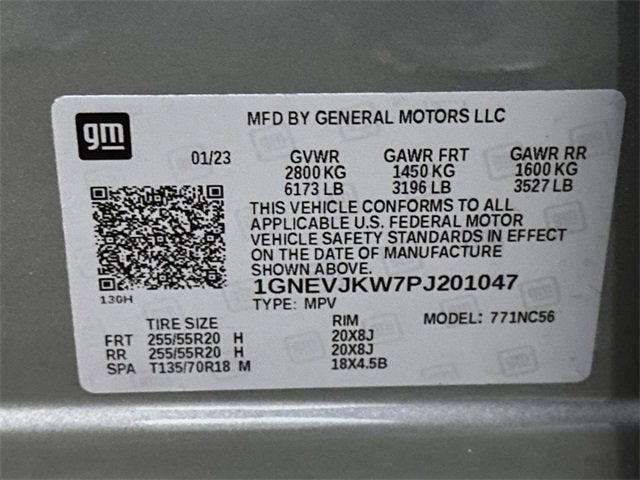 gm
MFD BY GENERAL MOTORS LLC
01/23 GVWR GAWR FRT GAWR RR
2800 KG 1450 KG 1600 KG
6173 LB 3196 LB 3527 LB
THIS VEHICLE CONFORMS TO ALL
APPLICABLE U.S. FEDERAL MOTOR
VEHICLE SAFETY STANDARDS IN EFFECT
ON THE DATE OF MANUFACTURE
SHOWN ABOVE.
130H
1GNEVJKW7PJ201047
TYPE: MPV
TIRE SIZE RIM MODEL: 771NC56
FRT 255/55R20 H 20X8J
RR 255/55R20 H 20X8J
SPA T135/70R18 M 18X4.5B